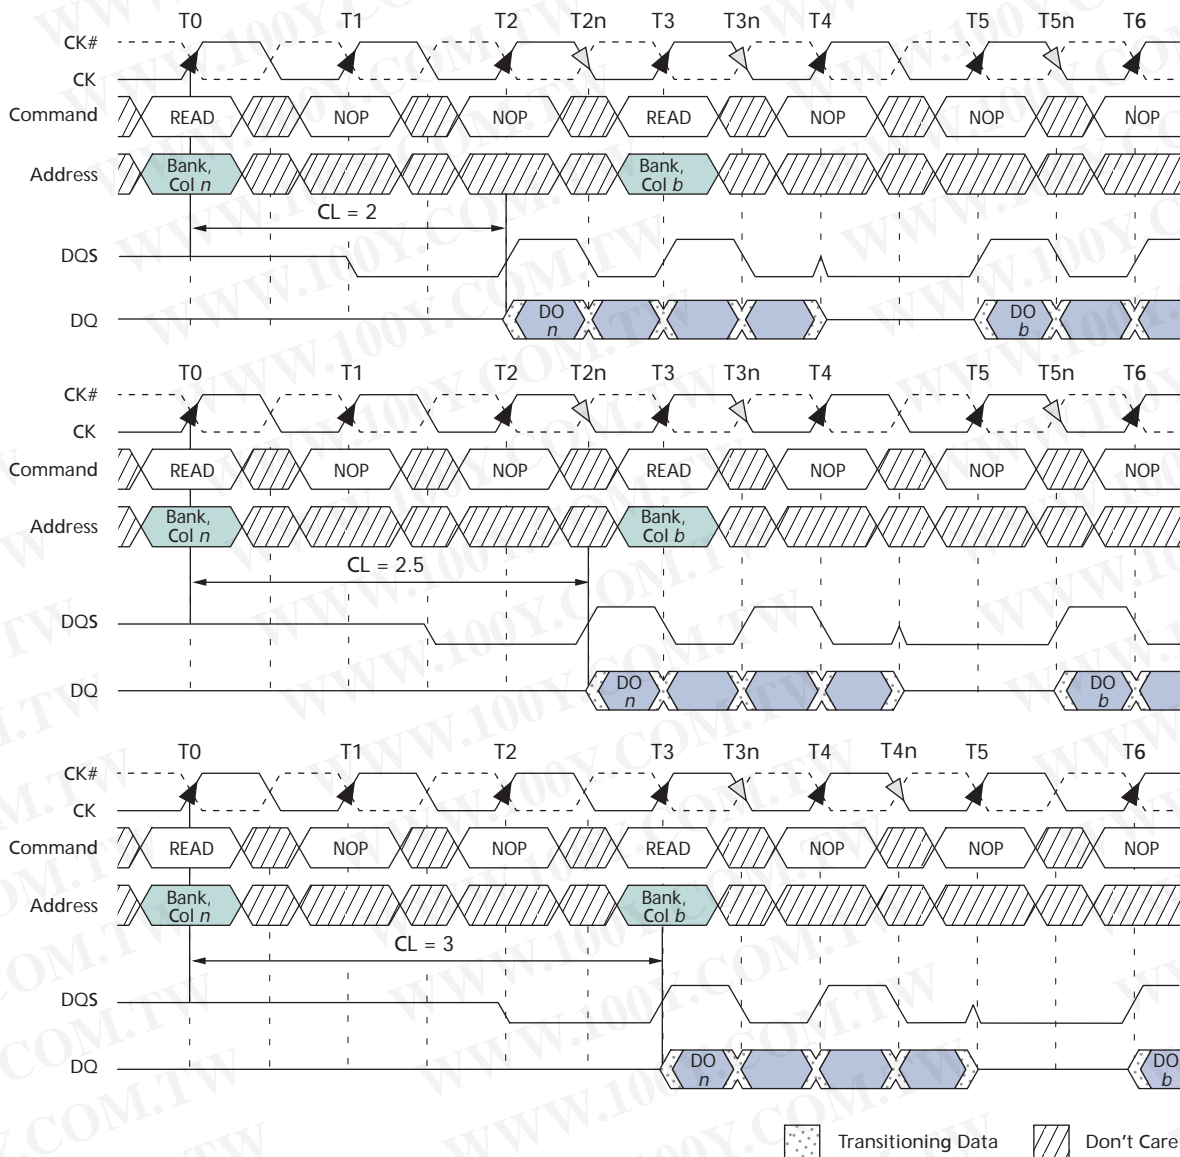 T0 T1 T2 T2n T3 T3n T4 T5 T5n T6
CK#
CK
Command READ NOP NOP READ NOP NOP NOP
Address Bank, Col n Bank, Col b
CL = 2
DQS
DQ DO n DO b
T0 T1 T2 T2n T3 T3n T4 T5 T5n T6
CK#
CK
Command READ NOP NOP READ NOP NOP NOP
Address Bank, Col n Bank, Col b
CL = 2.5
DQS
DQ DO n DO b
T0 T1 T2 T3 T3n T4 T4n T5 T6
CK#
CK
Command READ NOP NOP READ NOP NOP NOP
Address Bank, Col n Bank, Col b
CL = 3
DQS
DQ DO n DO b
Transitioning Data Don't Care
WWW.100Y.COM.TW